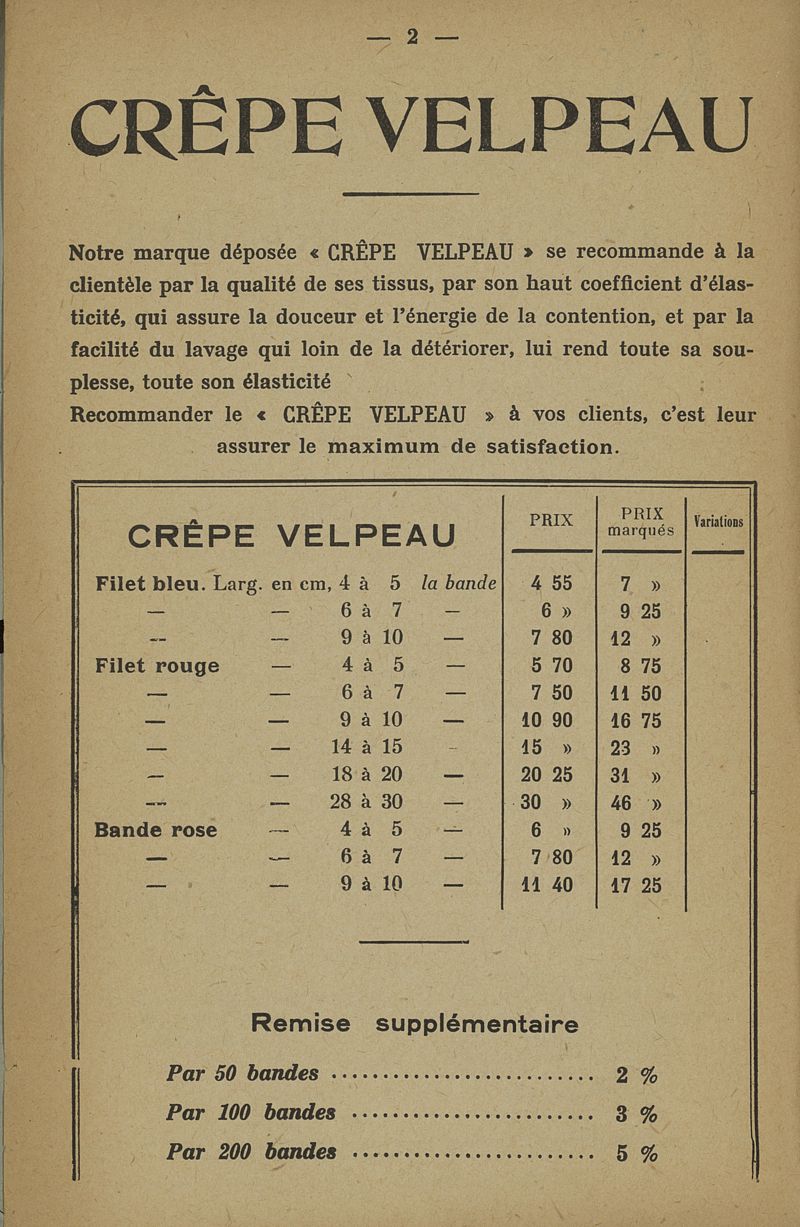 — 2 —
CRÊPE VELPEAU
Notre marque déposée « CRÊPE VELPEAU » se recommande à la
clientèle par la qualité de ses tissus, par son haut coefficient d'élas-
ticité, qui assure la douceur et l'énergie de la contention, et par la
facilité du lavage qui loin de la détériorer, lui rend toute sa sou-
plesse, toute son élasticité
Recommander le « CRÊPE VELPEAU » à vos clients, c'est leur
assurer le maximum de satisfaction.
CRÊPE VELPEAU PRIX PRIX marqués Variations
Filet bleu. Larg. en cm, 4 à 5 la bande 4 55 7 »
— — 6 à 7 — 6 » 9 25
— — 9 à 10 — 7 80 12 »
Filet rouge — 4 à 5 — 5 70 8 75
— — 6 à 7 — 7 50 11 50
— — 9 à 10 — 10 90 16 75
— — 14 à 15 — 15 » 23 »
— — 18 à 20 — 20 25 31 »
— — 28 à 30 — 30 » 46 »
Bande rose — 4 à 5 — 6 » 9 25
— — 6 à 7 — 7 80 12 »
— — 9 à 10 — 11 40 17 25
Remise supplémentaire
Par 50 bandes .......................... 2 %
Par 100 bandes ........................ 3 %
Par 200 bandes ........................ 5 %